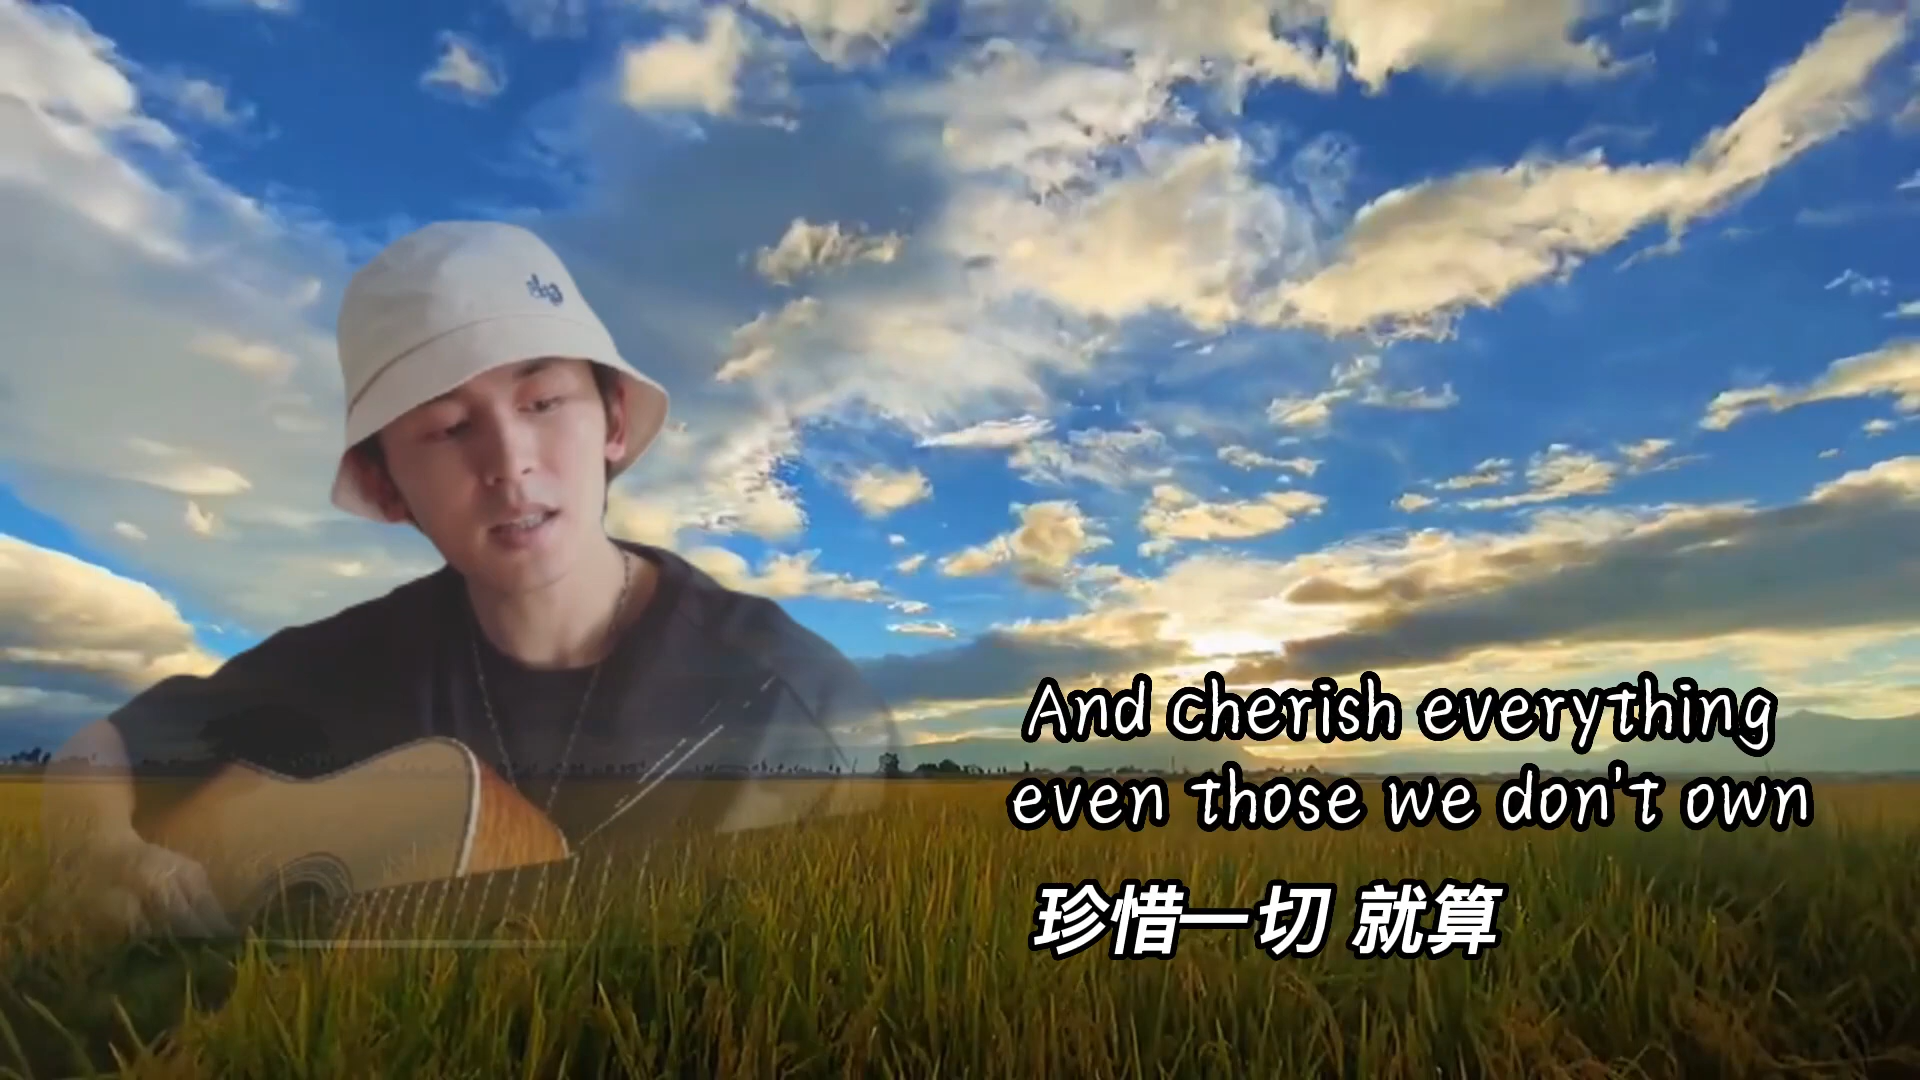 And cherish everything
even those we don't own
珍惜一切 就算